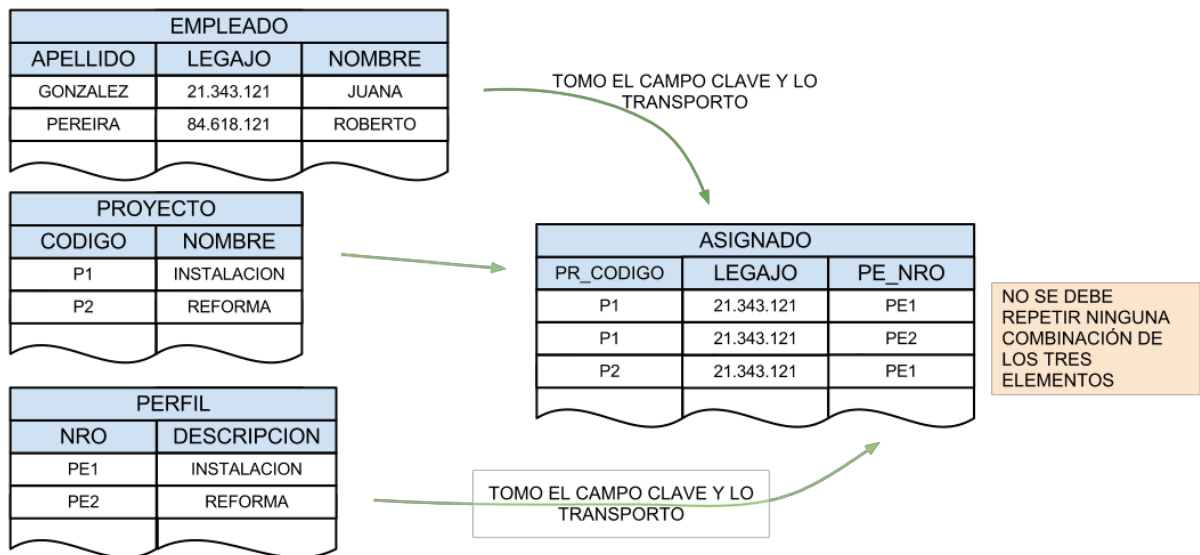 EMPLEADO
APELLIDO LEGAJO NOMBRE
GONZALEZ 21.343.121 JUANA
PEREIRA 84.618.121 ROBERTO
TOMO EL CAMPO CLAVE Y LO
TRANSPORTO
PROYECTO
CODIGO NOMBRE
P1 INSTALACION
P2 REFORMA
ASIGNADO
PR_CODIGO LEGAJO PE_NRO
P1 21.343.121 PE1
P1 21.343.121 PE2
P2 21.343.121 PE1
NO SE DEBE
REPETIR NINGUNA
COMBINACIÓN DE
LOS TRES
ELEMENTOS
PERFIL
NRO DESCRIPCION
PE1 INSTALACION
PE2 REFORMA
TOMO EL CAMPO CLAVE Y LO
TRANSPORTO